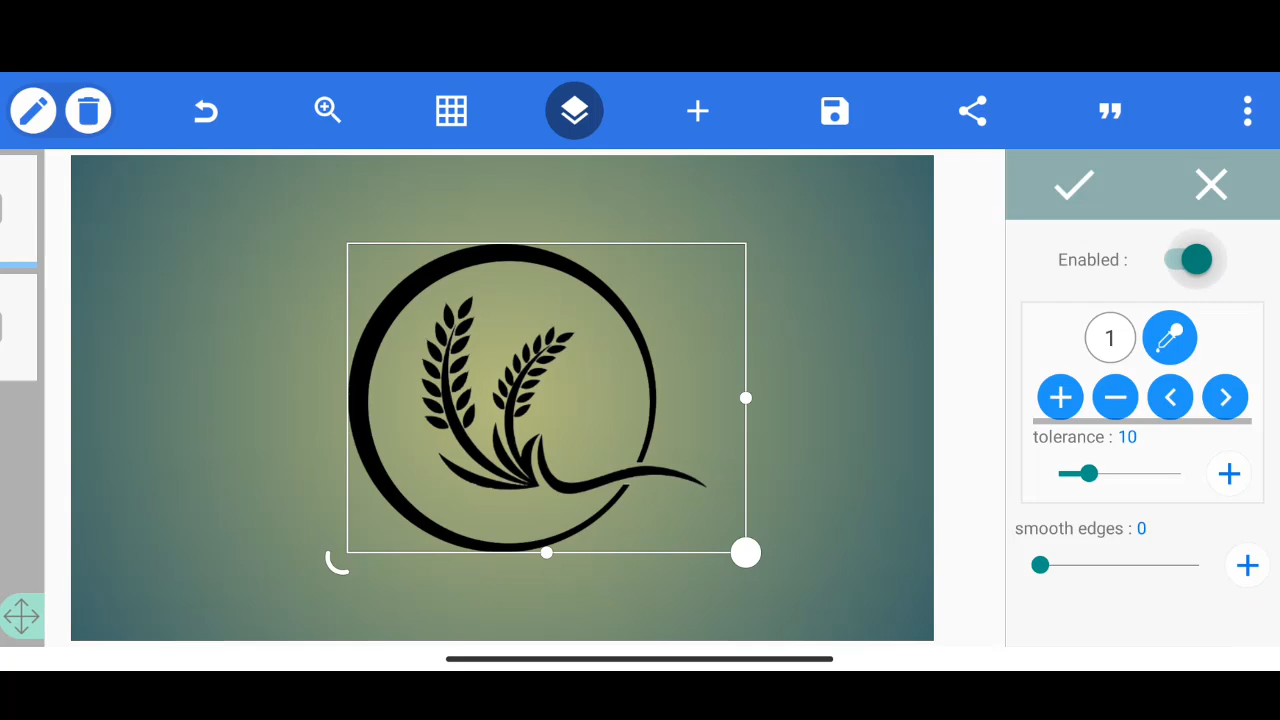 Enabled :
1
tolerance : 10
smooth edges : 0